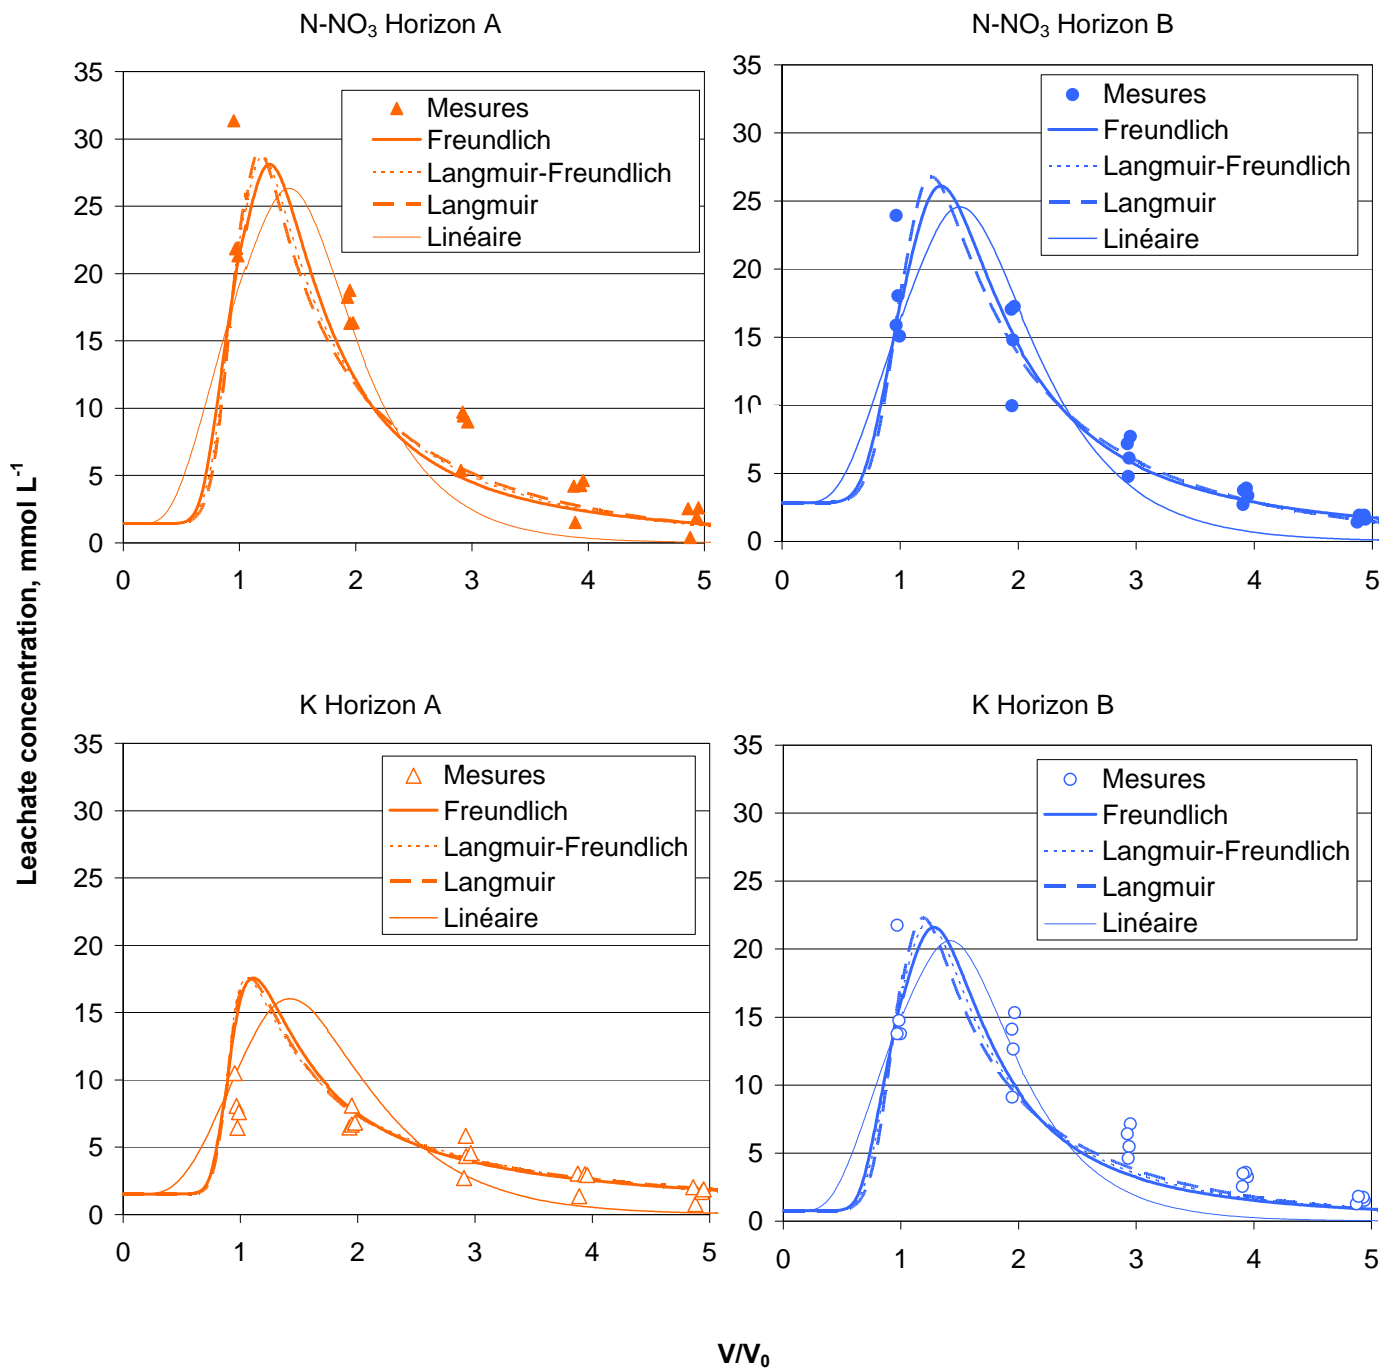 N-NO₃ Horizon A
35
30
25
20
15
10
5
0
0 1 2 3 4 5
Mesures
Freundlich
Langmuir-Freundlich
Langmuir
Linéaire
N-NO₃ Horizon B
35
30
25
20
15
10
5
0
0 1 2 3 4 5
Mesures
Freundlich
Langmuir-Freundlich
Langmuir
Linéaire
Leachate concentration, mmol L⁻¹
K Horizon A
35
30
25
20
15
10
5
0
0 1 2 3 4 5
Mesures
Freundlich
Langmuir-Freundlich
Langmuir
Linéaire
K Horizon B
35
30
25
20
15
10
5
0
0 1 2 3 4 5
Mesures
Freundlich
Langmuir-Freundlich
Langmuir
Linéaire
V/V₀